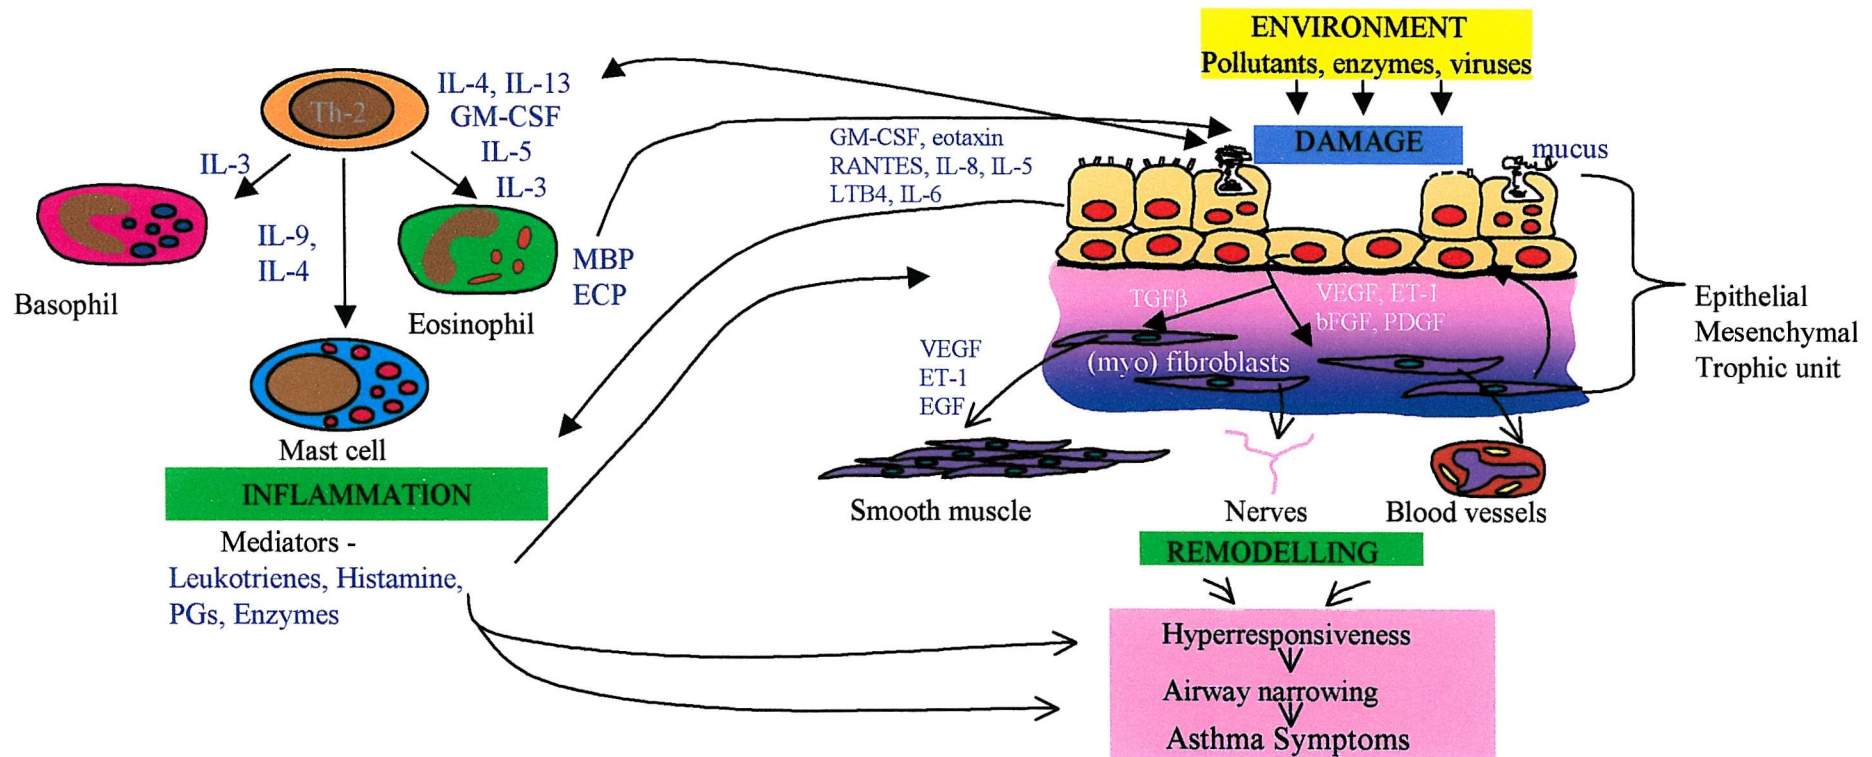 ENVIRONMENT
Pollutants, enzymes, viruses
DAMAGE
mucus
Th-2
IL-4, IL-13
GM-CSF
IL-5
IL-3
IL-3
IL-9,
IL-4
Basophil
Eosinophil
MBP
ECP
Mast cell
INFLAMMATION
Mediators -
Leukotrienes, Histamine,
PGs, Enzymes
GM-CSF, eotaxin
RANTES, IL-8, IL-5
LTB4, IL-6
TGFβ
VEGF, ET-1
bFGF, PDGF
(myo) fibroblasts
VEGF
ET-1
EGF
Epithelial
Mesenchymal
Trophic unit
Smooth muscle
Nerves
Blood vessels
REMODELLING
Hyperresponsiveness
Airway narrowing
Asthma Symptoms